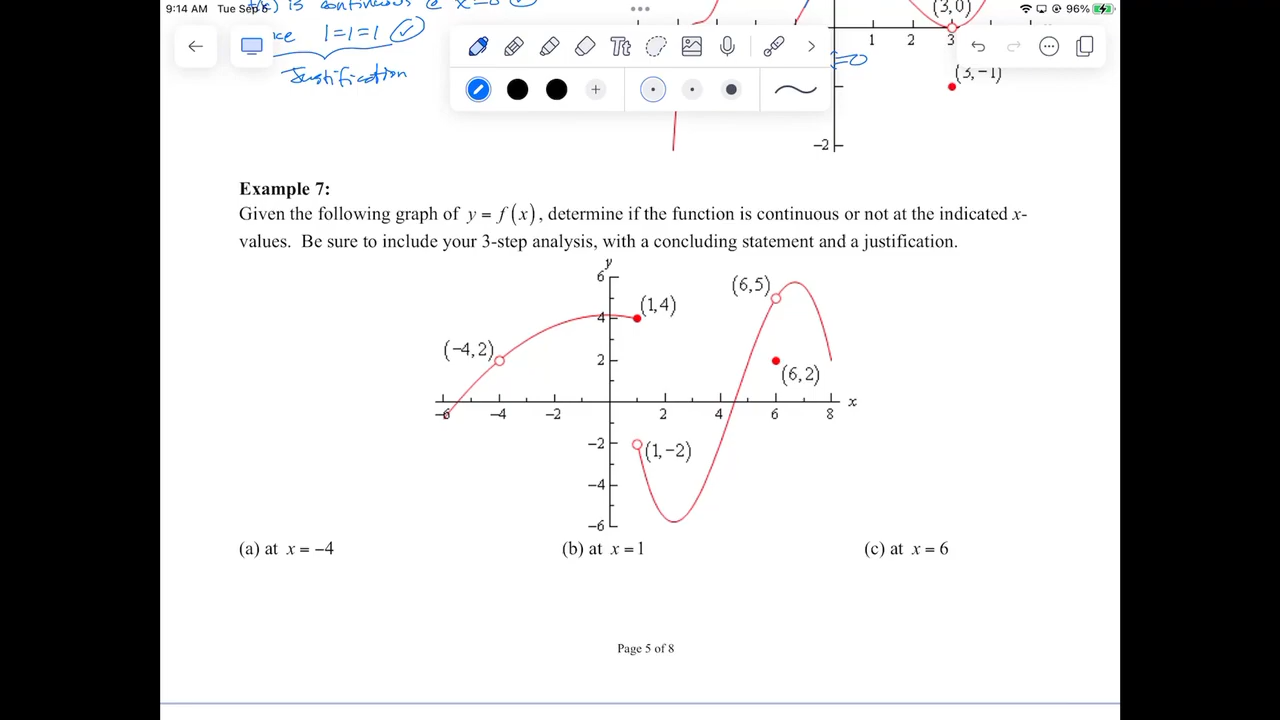 9:14 AM Tue Sep 5
96%
is continuous @
1=1=1
Justification
Tt
(3,0)
1 2 3
=0
(3,−1)
−2
Example 7:
Given the following graph of y = f(x), determine if the function is continuous or not at the indicated x-
values. Be sure to include your 3-step analysis, with a concluding statement and a justification.
y
6
(6,5)
(1,4)
4
(−4,2)
2
(6,2)
x
−6 −4 −2 2 4 6 8
−2
(1,−2)
−4
−6
(a) at x = −4 (b) at x = 1 (c) at x = 6
Page 5 of 8